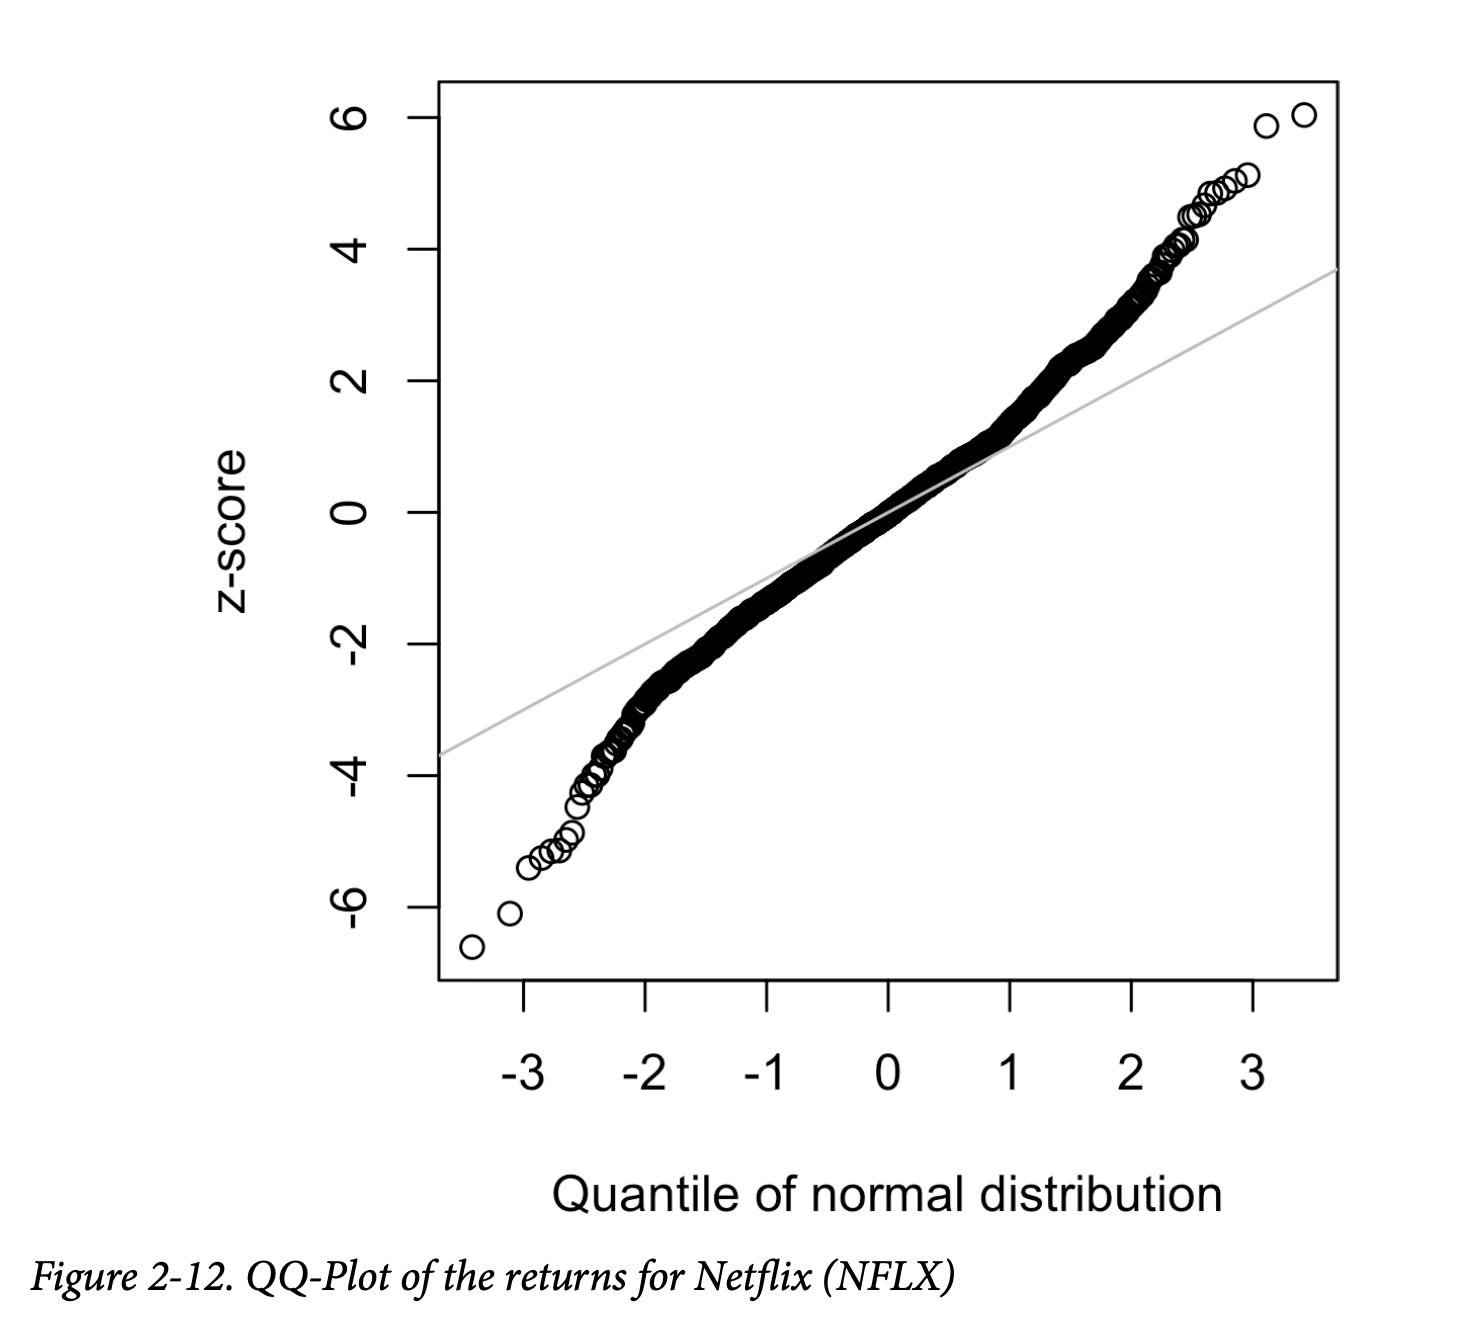 6
4
2
0
-2
-4
-6
z-score
-3 -2 -1 0 1 2 3
Quantile of normal distribution
Figure 2-12. QQ-Plot of the returns for Netflix (NFLX)